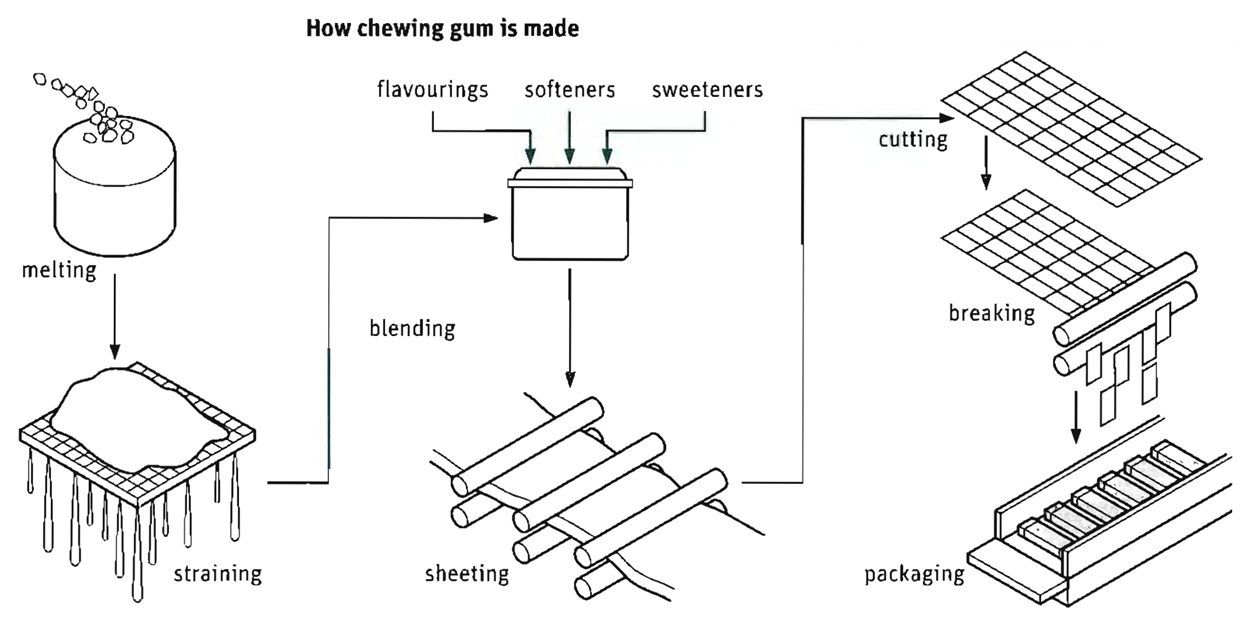 How chewing gum is made
melting
straining
flavourings softeners sweeteners
blending
sheeting
cutting
breaking
packaging